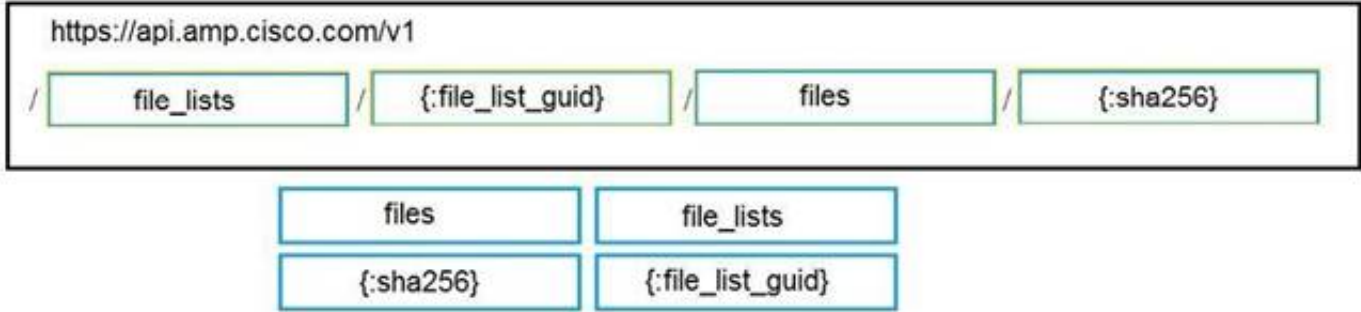 https://api.amp.cisco.com/v1
/ file_lists / {:file_list_guid} / files / {:sha256}
files file_lists
{:sha256} {:file_list_guid}